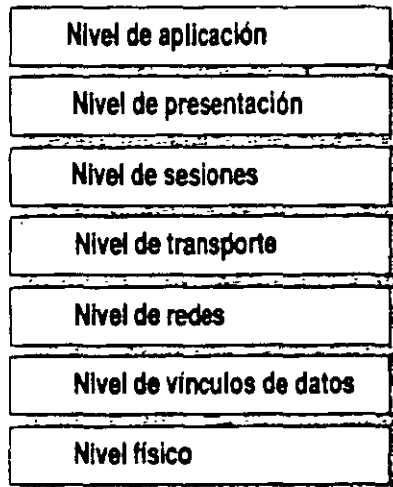 Nivel de aplicación
Nivel de presentación
Nivel de sesiones
Nivel de transporte
Nivel de redes
Nivel de vínculos de datos
Nivel físico